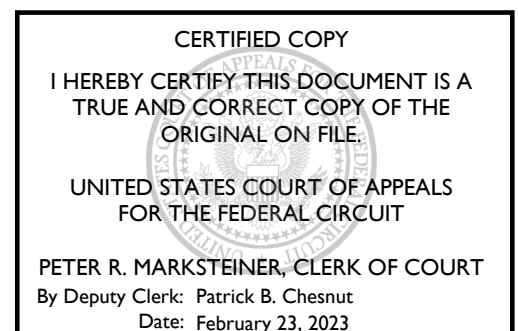 CERTIFIED COPY
I HEREBY CERTIFY THIS DOCUMENT IS A
TRUE AND CORRECT COPY OF THE
ORIGINAL ON FILE.
UNITED STATES COURT OF APPEALS
FOR THE FEDERAL CIRCUIT
PETER R. MARKSTEINER, CLERK OF COURT
By Deputy Clerk: Patrick B. Chesnut
Date: February 23, 2023